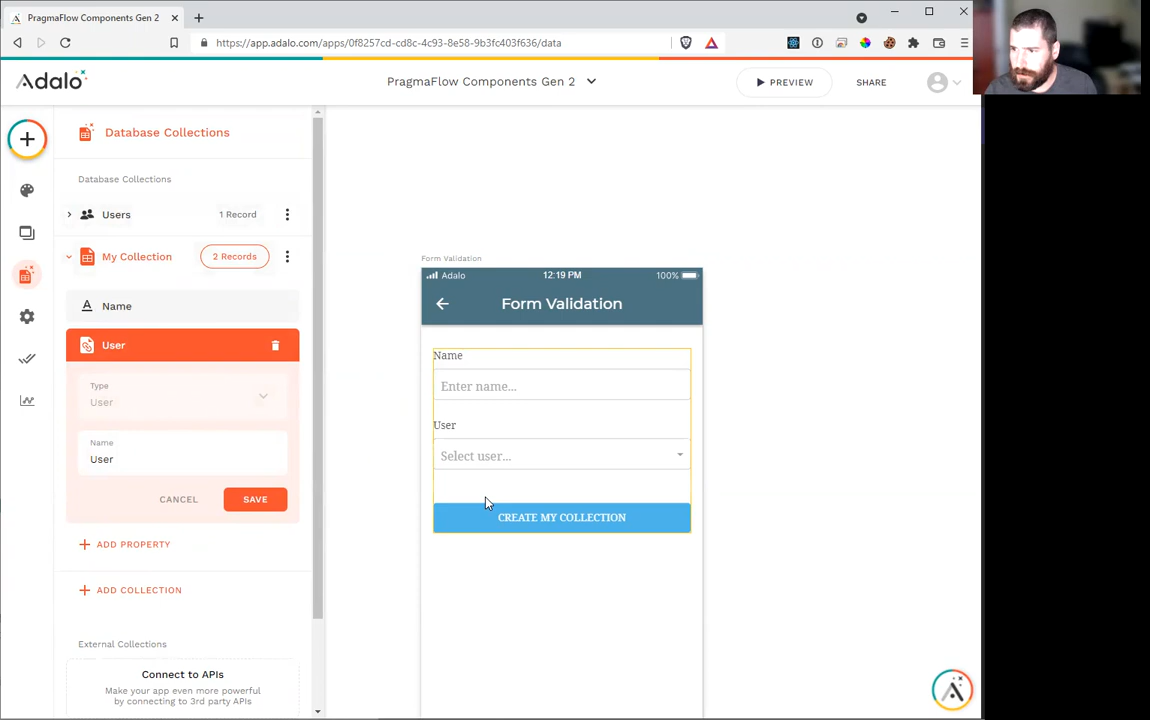 PragmaFlow Components Gen 2
https://app.adalo.com/apps/0f8257cd-cd8c-4c93-8e58-9b3fc403f636/data
Adalo
PragmaFlow Components Gen 2
PREVIEW
SHARE
Database Collections
Database Collections
Users
1 Record
My Collection
2 Records
Name
User
Type
User
Name
User
CANCEL
SAVE
ADD PROPERTY
ADD COLLECTION
External Collections
Connect to APIs
Make your app even more powerful
by connecting to 3rd party APIs
Form Validation
Adalo
12:19 PM
100%
Form Validation
Name
Enter name...
User
Select user...
CREATE MY COLLECTION